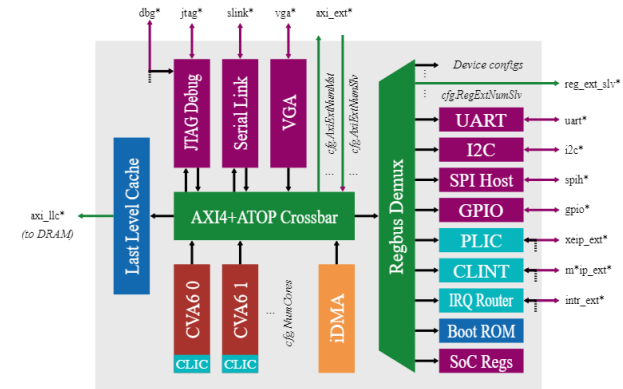 dbg*
jtag*
slink*
vga*
axi_ext*
JTAG Debug
Serial Link
VGA
... cfg.AxiExtNumMst
... cfg.AxiExtNumSlv
Device configs
reg_ext_slv*
cfg.RegExtNumSlv
UART
uart*
I2C
i2c*
SPI Host
spih*
GPIO
gpio*
PLIC
xeip_ext*
CLINT
m*ip_ext*
IRQ Router
intr_ext*
Boot ROM
SoC Regs
Regbus Demux
Last Level Cache
axi_llc*
(to DRAM)
AXI4+ATOP Crossbar
CVA6 0
CLIC
CVA6 1
CLIC
... cfg.NumCores
iDMA